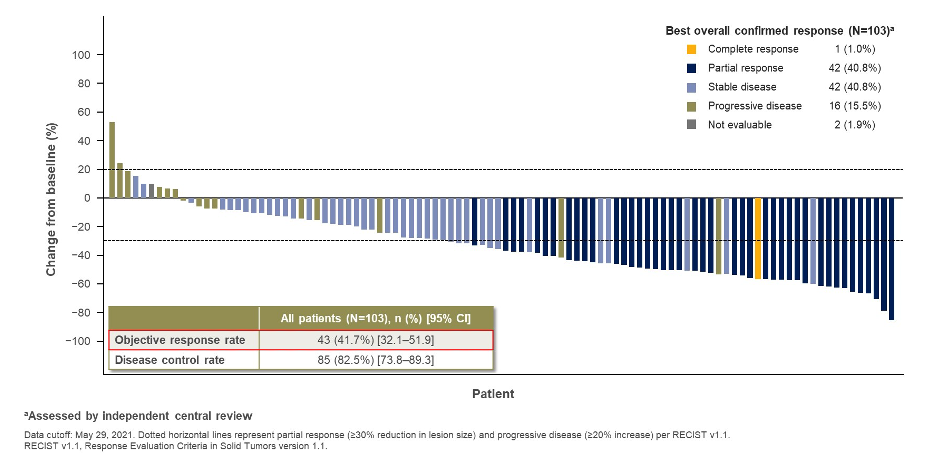 Best overall confirmed response (N=103)ª
Complete response 1 (1.0%)
Partial response 42 (40.8%)
Stable disease 42 (40.8%)
Progressive disease 16 (15.5%)
Not evaluable 2 (1.9%)
Change from baseline (%)
100
80
60
40
20
0
−20
−40
−60
−80
−100
All patients (N=103), n (%) [95% CI]
Objective response rate 43 (41.7%) [32.1–51.9]
Disease control rate 85 (82.5%) [73.8–89.3]
Patient
ªAssessed by independent central review
Data cutoff: May 29, 2021. Dotted horizontal lines represent partial response (≥30% reduction in lesion size) and progressive disease (≥20% increase) per RECIST v1.1.
RECIST v1.1, Response Evaluation Criteria in Solid Tumors version 1.1.